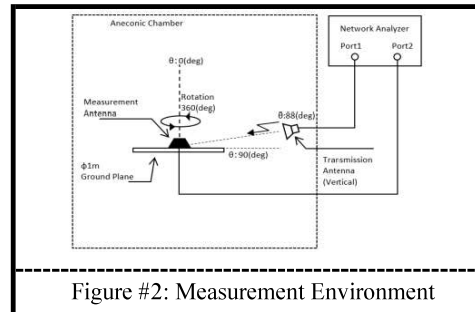 Aneconic Chamber
Network Analyzer
Port1 Port2
θ:0(deg)
Rotation
360(deg)
Measurement
Antenna
θ:88(deg)
θ:90(deg)
Transmission
Antenna
(Vertical)
ϕ1m
Ground Plane
Figure #2: Measurement Environment